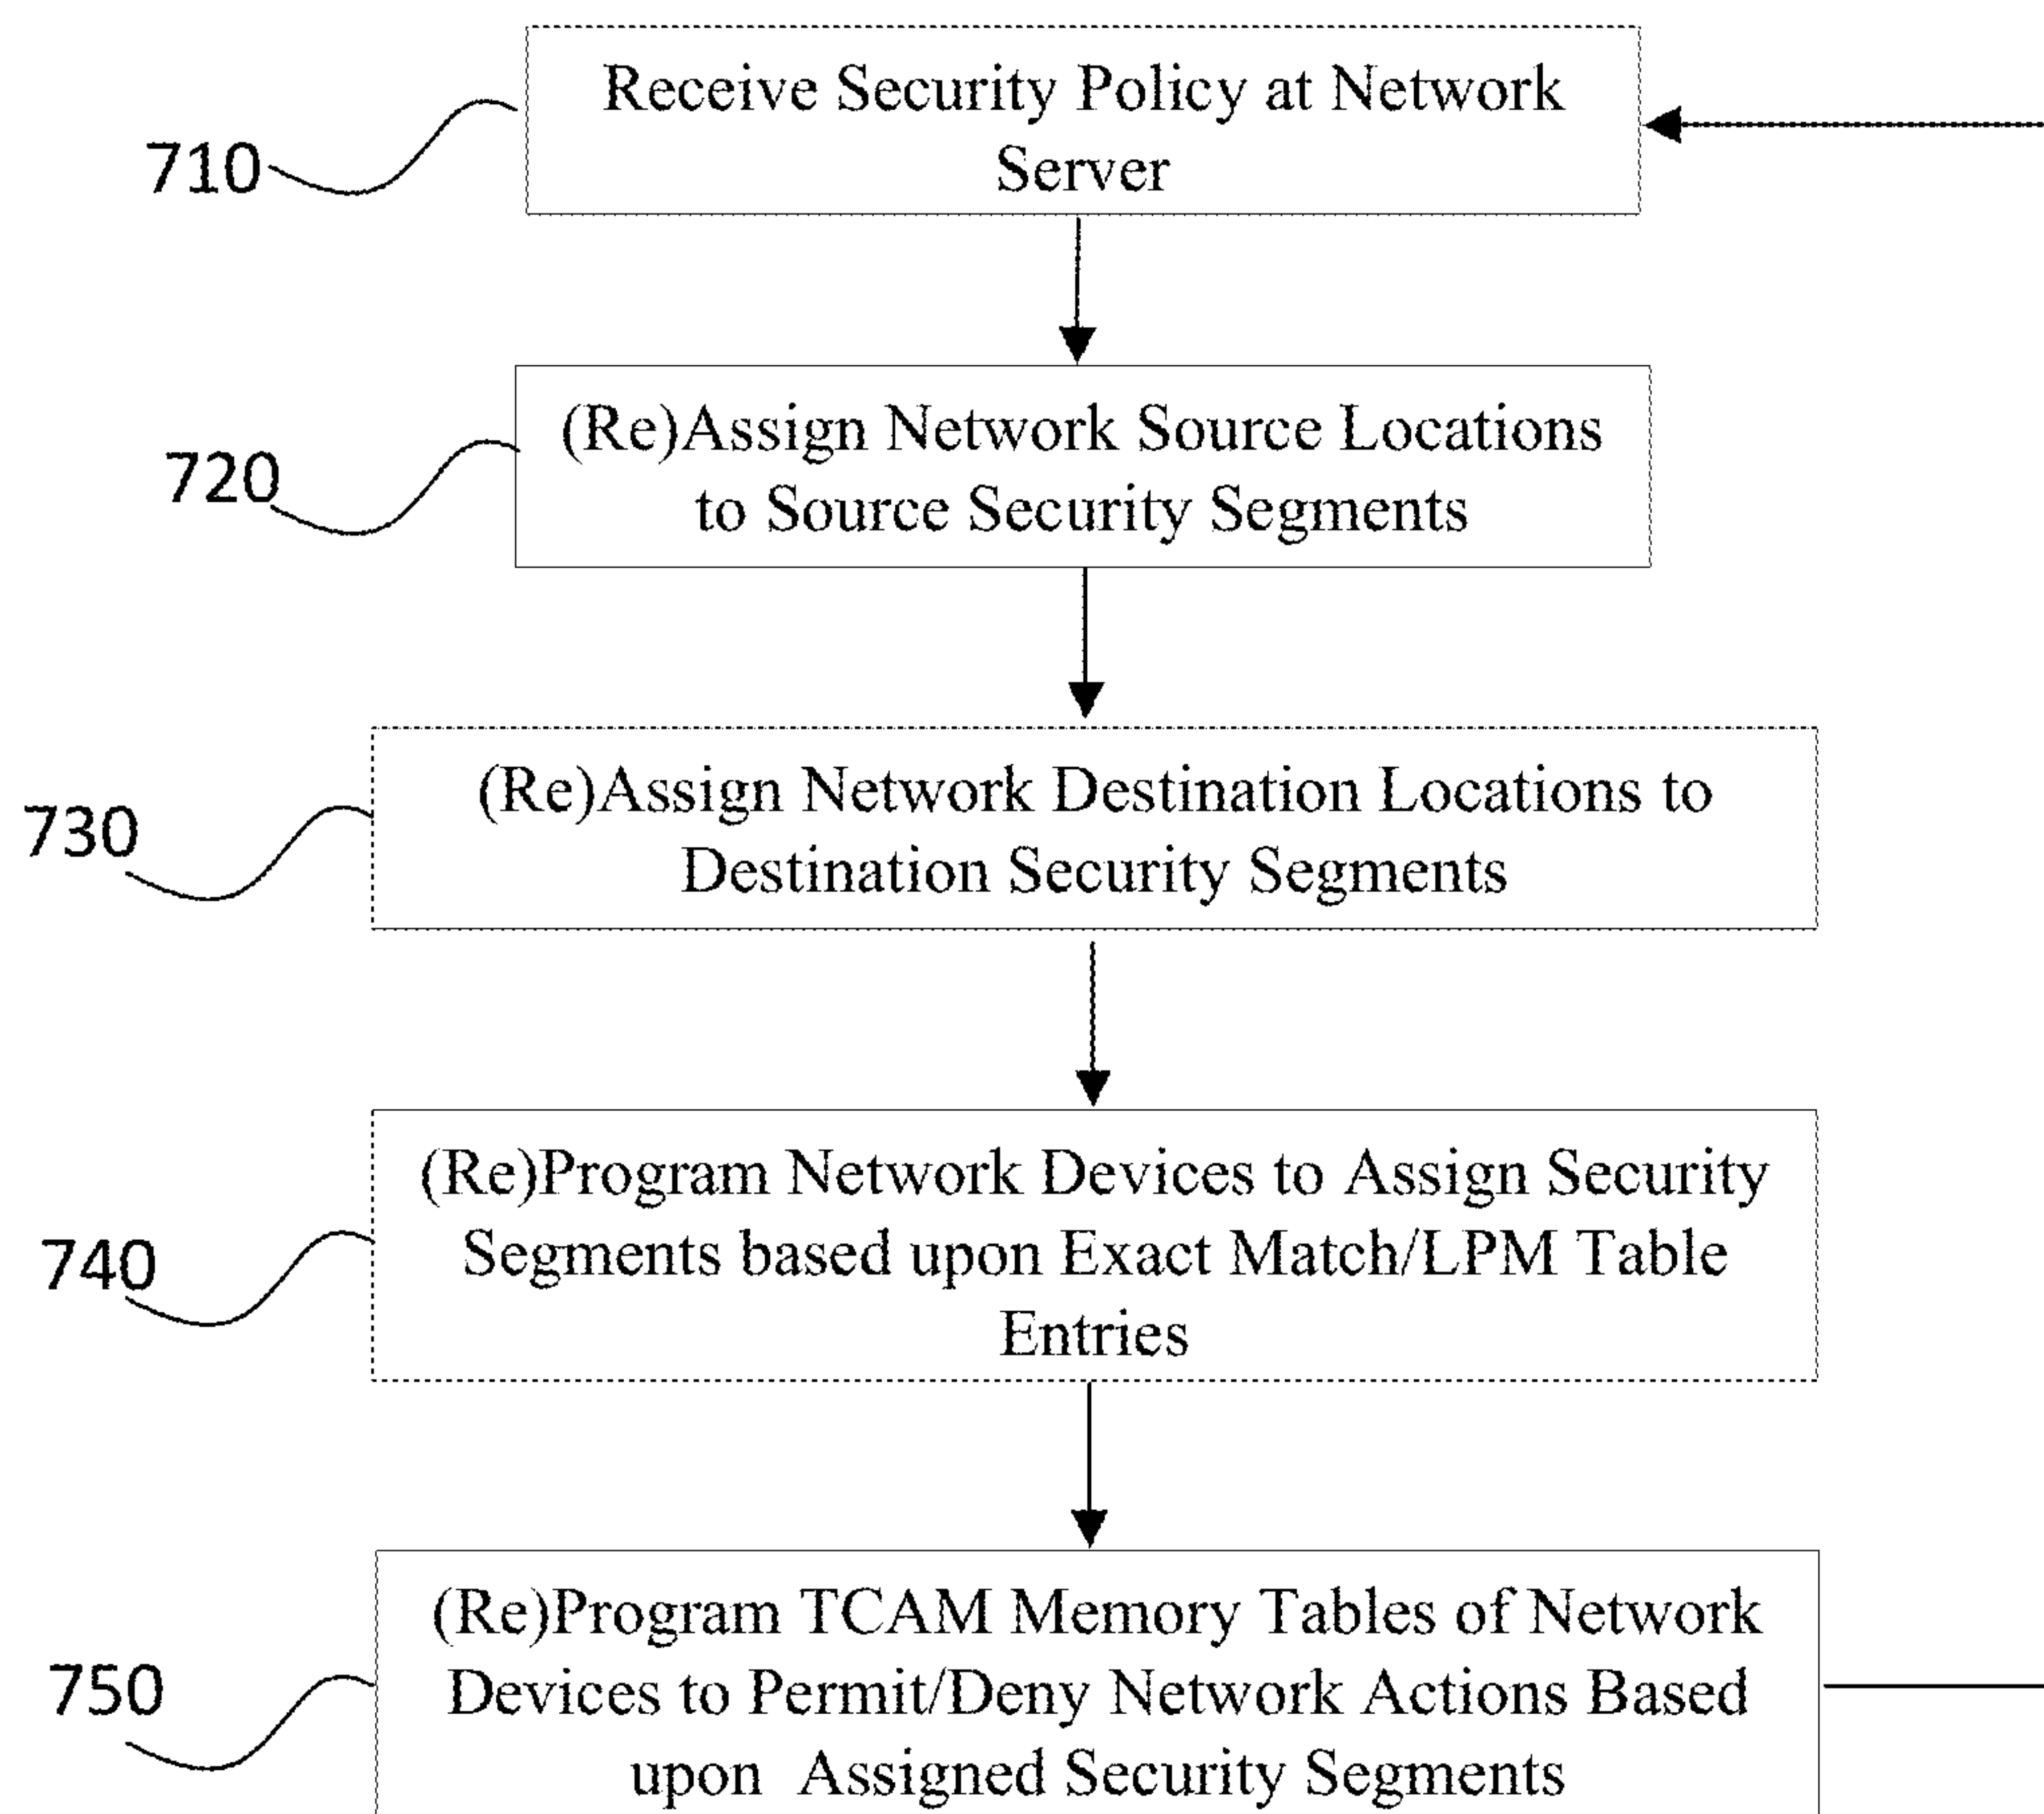 Receive Security Policy at Network
Server
710
(Re)Assign Network Source Locations
to Source Security Segments
720
(Re)Assign Network Destination Locations to
Destination Security Segments
730
(Re)Program Network Devices to Assign Security
Segments based upon Exact Match/LPM Table
Entries
740
(Re)Program TCAM Memory Tables of Network
Devices to Permit/Deny Network Actions Based
upon Assigned Security Segments
750